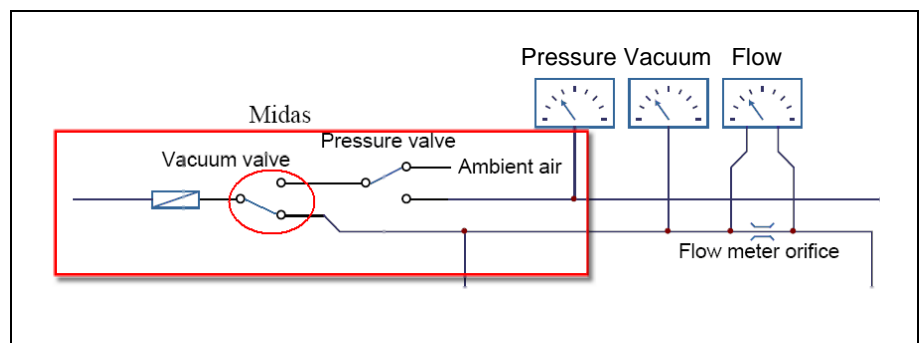 Pressure Vacuum Flow
Midas
Pressure valve
Vacuum valve
Ambient air
Flow meter orifice